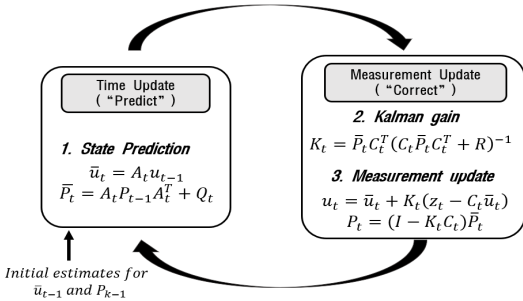 Time Update
( “Predict” )
1. State Prediction
ū_t = A_t u_{t−1}
P̄_t = A_t P_{t−1} A_t^T + Q_t
Initial estimates for
ū_{t−1} and P_{k−1}
Measurement Update
( “Correct” )
2. Kalman gain
K_t = P̄_t C_t^T (C_t P̄_t C_t^T + R)^{−1}
3. Measurement update
u_t = ū_t + K_t(z_t − C_t ū_t)
P_t = (I − K_t C_t)P̄_t